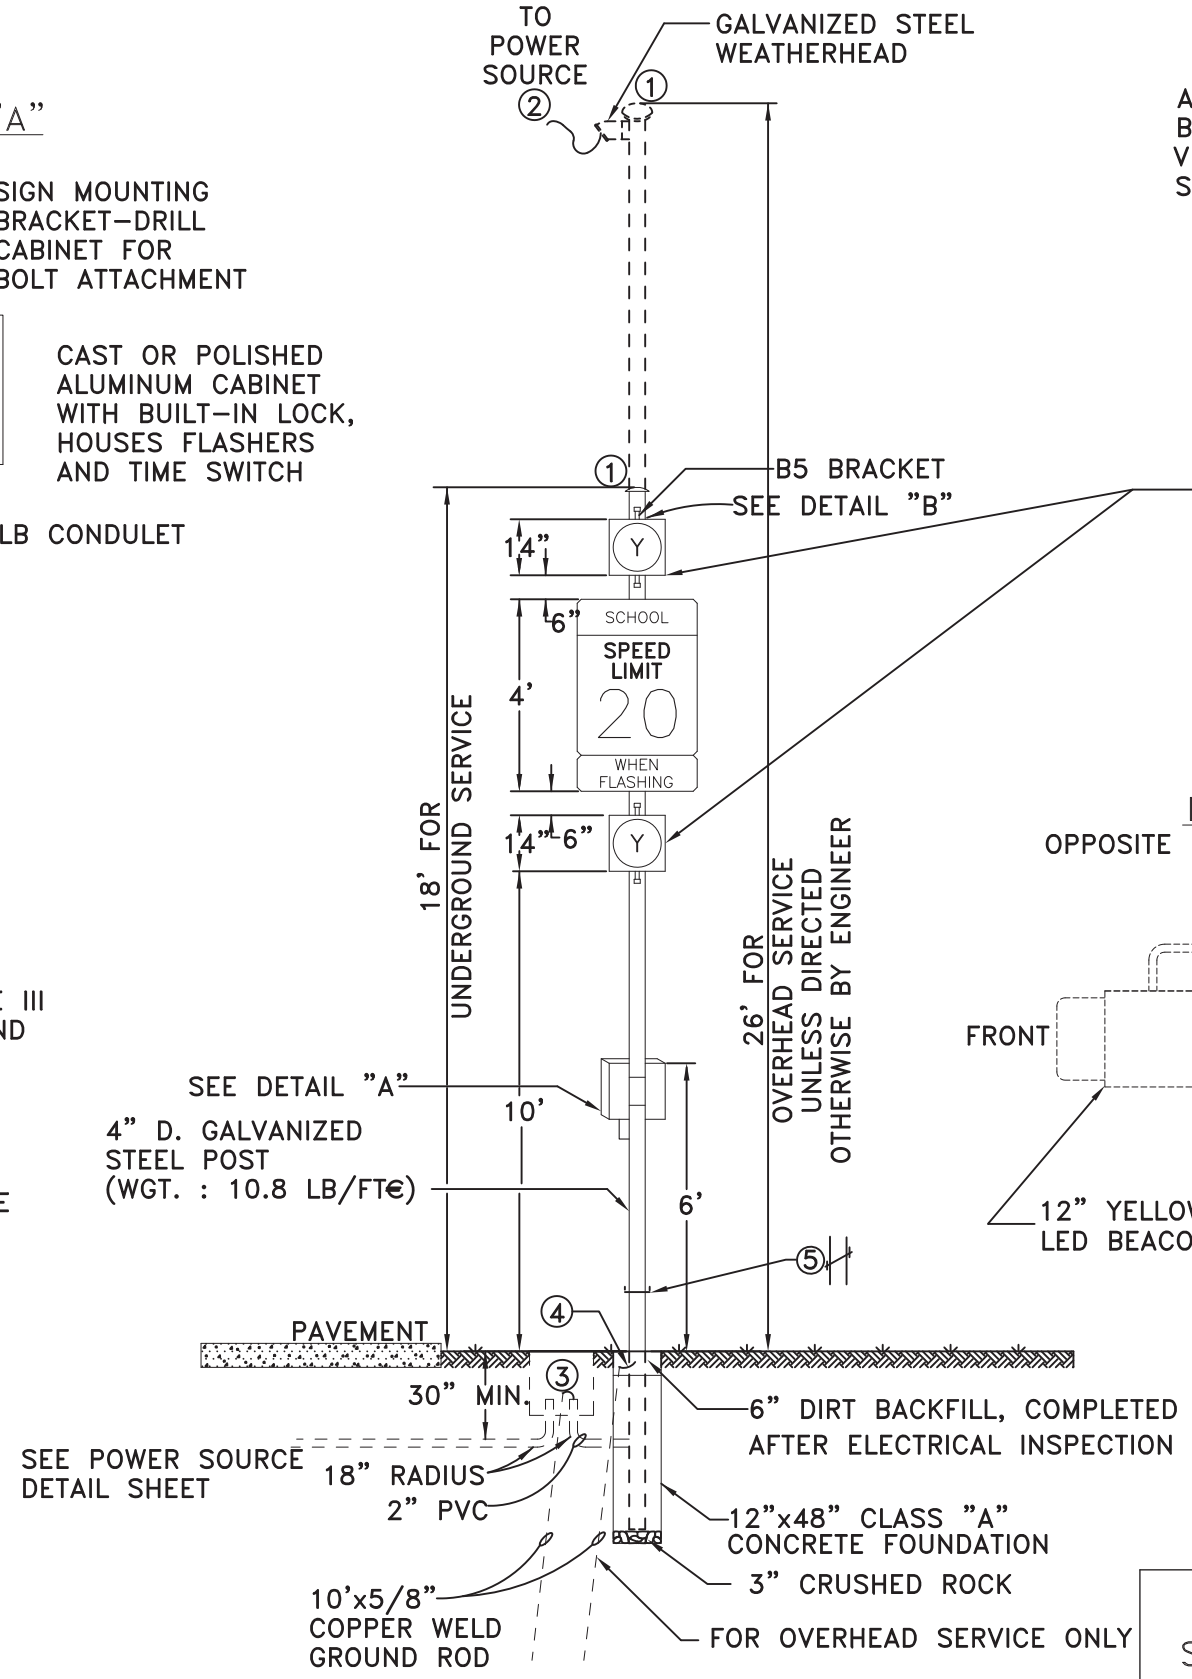 TO
POWER
SOURCE
②
①
GALVANIZED STEEL
WEATHERHEAD
"A"
SIGN MOUNTING
BRACKET-DRILL
CABINET FOR
BOLT ATTACHMENT
CAST OR POLISHED
ALUMINUM CABINET
WITH BUILT-IN LOCK,
HOUSES FLASHERS
AND TIME SWITCH
LB CONDULET
①
B5 BRACKET
SEE DETAIL "B"
14"
Y
6"
SCHOOL
SPEED
LIMIT
20
WHEN
FLASHING
4'
14"
6"
Y
18' FOR
UNDERGROUND SERVICE
26' FOR
OVERHEAD SERVICE
UNLESS DIRECTED
OTHERWISE BY ENGINEER
OPPOSITE
FRONT
12" YELLOW
LED BEACO
III
ND
SEE DETAIL "A"
4" D. GALVANIZED
STEEL POST
(WGT. : 10.8 LB/FT€)
10'
6'
⑤
④
PAVEMENT
③
30" MIN.
SEE POWER SOURCE
DETAIL SHEET
18" RADIUS
2" PVC
6" DIRT BACKFILL, COMPLETED
AFTER ELECTRICAL INSPECTION
12"x48" CLASS "A"
CONCRETE FOUNDATION
3" CRUSHED ROCK
10'x5/8"
COPPER WELD
GROUND ROD
FOR OVERHEAD SERVICE ONLY